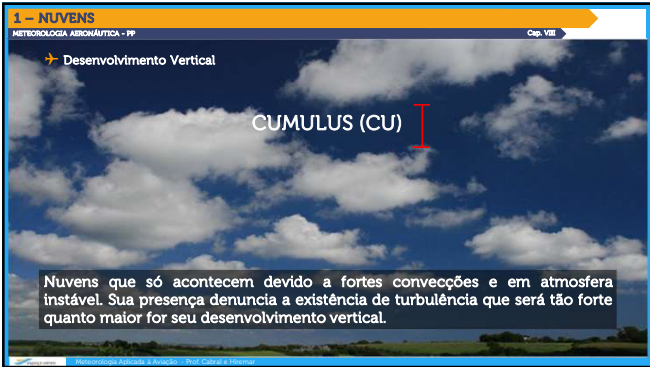 1 – NUVENS
METEOROLOGIA AERONÁUTICA - PP
Cap. VIII
Desenvolvimento Vertical
CUMULUS (CU)
Nuvens que só acontecem devido a fortes convecções e em atmosfera
instável. Sua presença denuncia a existência de turbulência que será tão forte
quanto maior for seu desenvolvimento vertical.
Meteorologia Aplicada à Aviação - Prof. Cabral e Hiremar